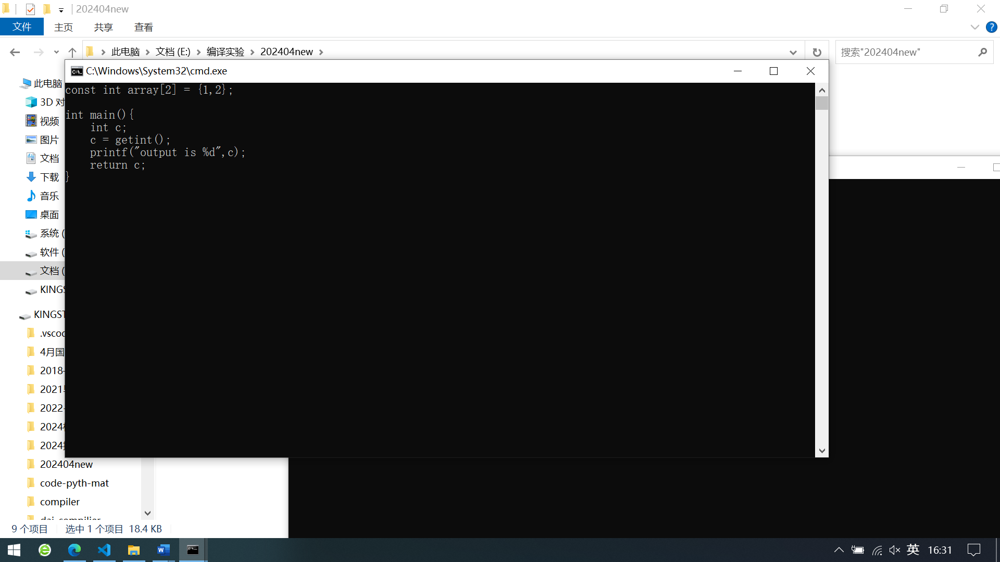 202404new
文件 主页 共享 查看
此电脑 文档 (E:) 编译实验 202404new
搜索"202404new"
C:\Windows\System32\cmd.exe
const int array[2] = {1,2};
int main(){
int c;
c = getint();
printf("output is %d",c);
return c;
}
此电脑
3D 对
视频
图片
文档
下载
音乐
桌面
系统 (
软件 (
文档 (
KINGS
KINGST
.vscod
4月国
2018-
2021
2022-
2024
2024
202404new
code-pyth-mat
compiler
9 个项目 选中 1 个项目 18.4 KB
英 16:31